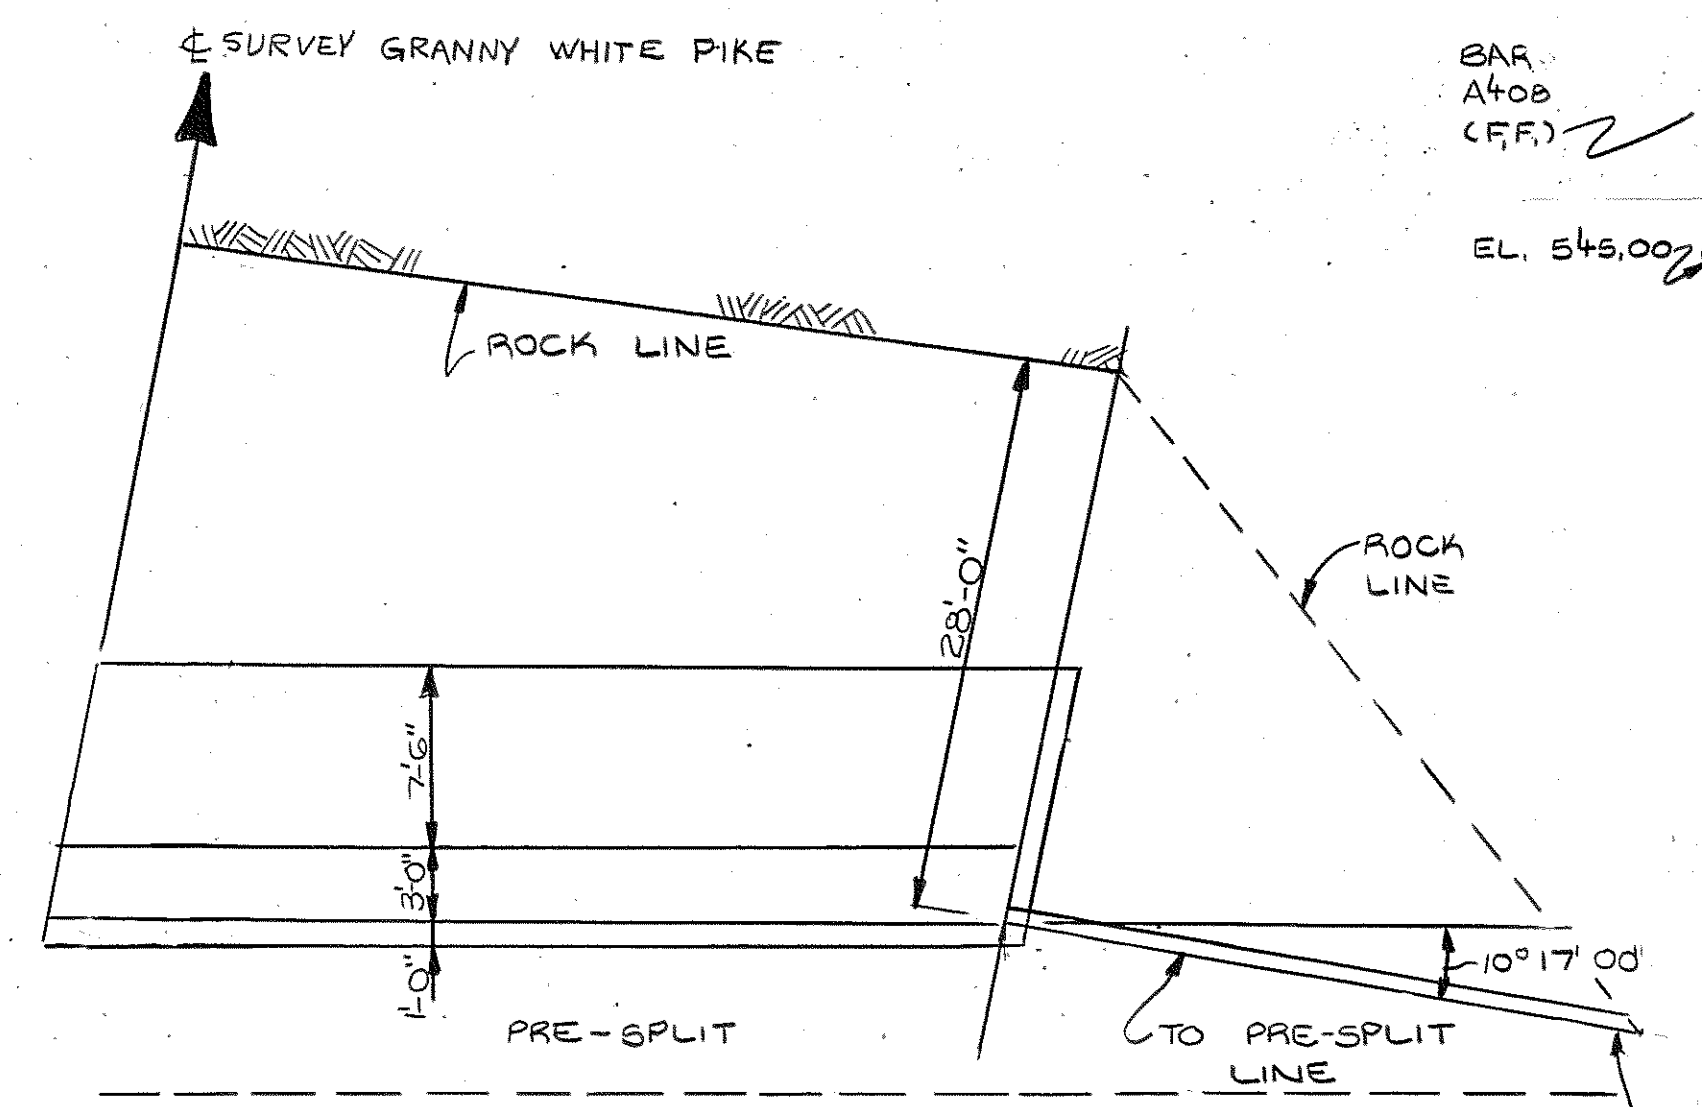 ℄ SURVEY GRANNY WHITE PIKE
BAR
A408
(F.F.)
EL. 545.00
ROCK LINE
28'-0"
ROCK
LINE
7'-6"
3'-0"
1'-0"
10° 17' 00"
PRE-SPLIT
TO PRE-SPLIT
LINE